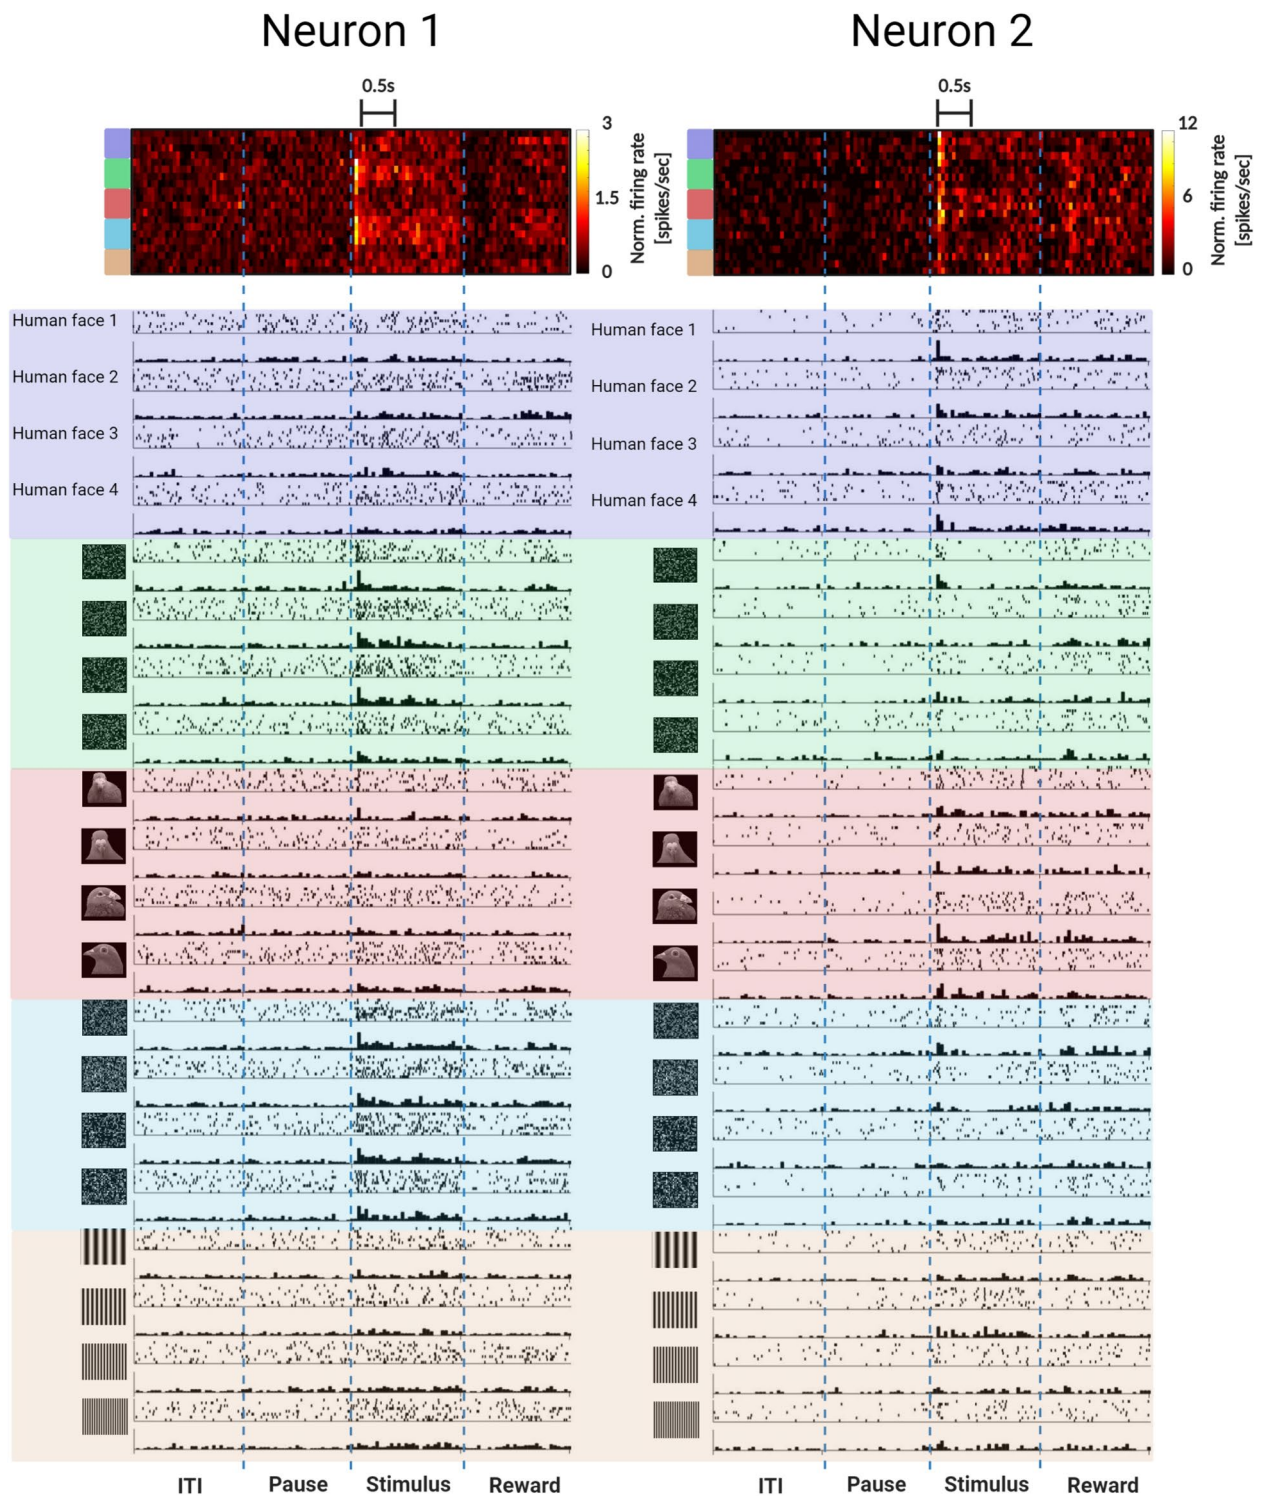 Neuron 1
Neuron 2
0.5s
0.5s
3
1.5
0
Norm. firing rate
[spikes/sec]
12
6
0
Norm. firing rate
[spikes/sec]
Human face 1
Human face 2
Human face 3
Human face 4
Human face 1
Human face 2
Human face 3
Human face 4
ITI
Pause
Stimulus
Reward
ITI
Pause
Stimulus
Reward